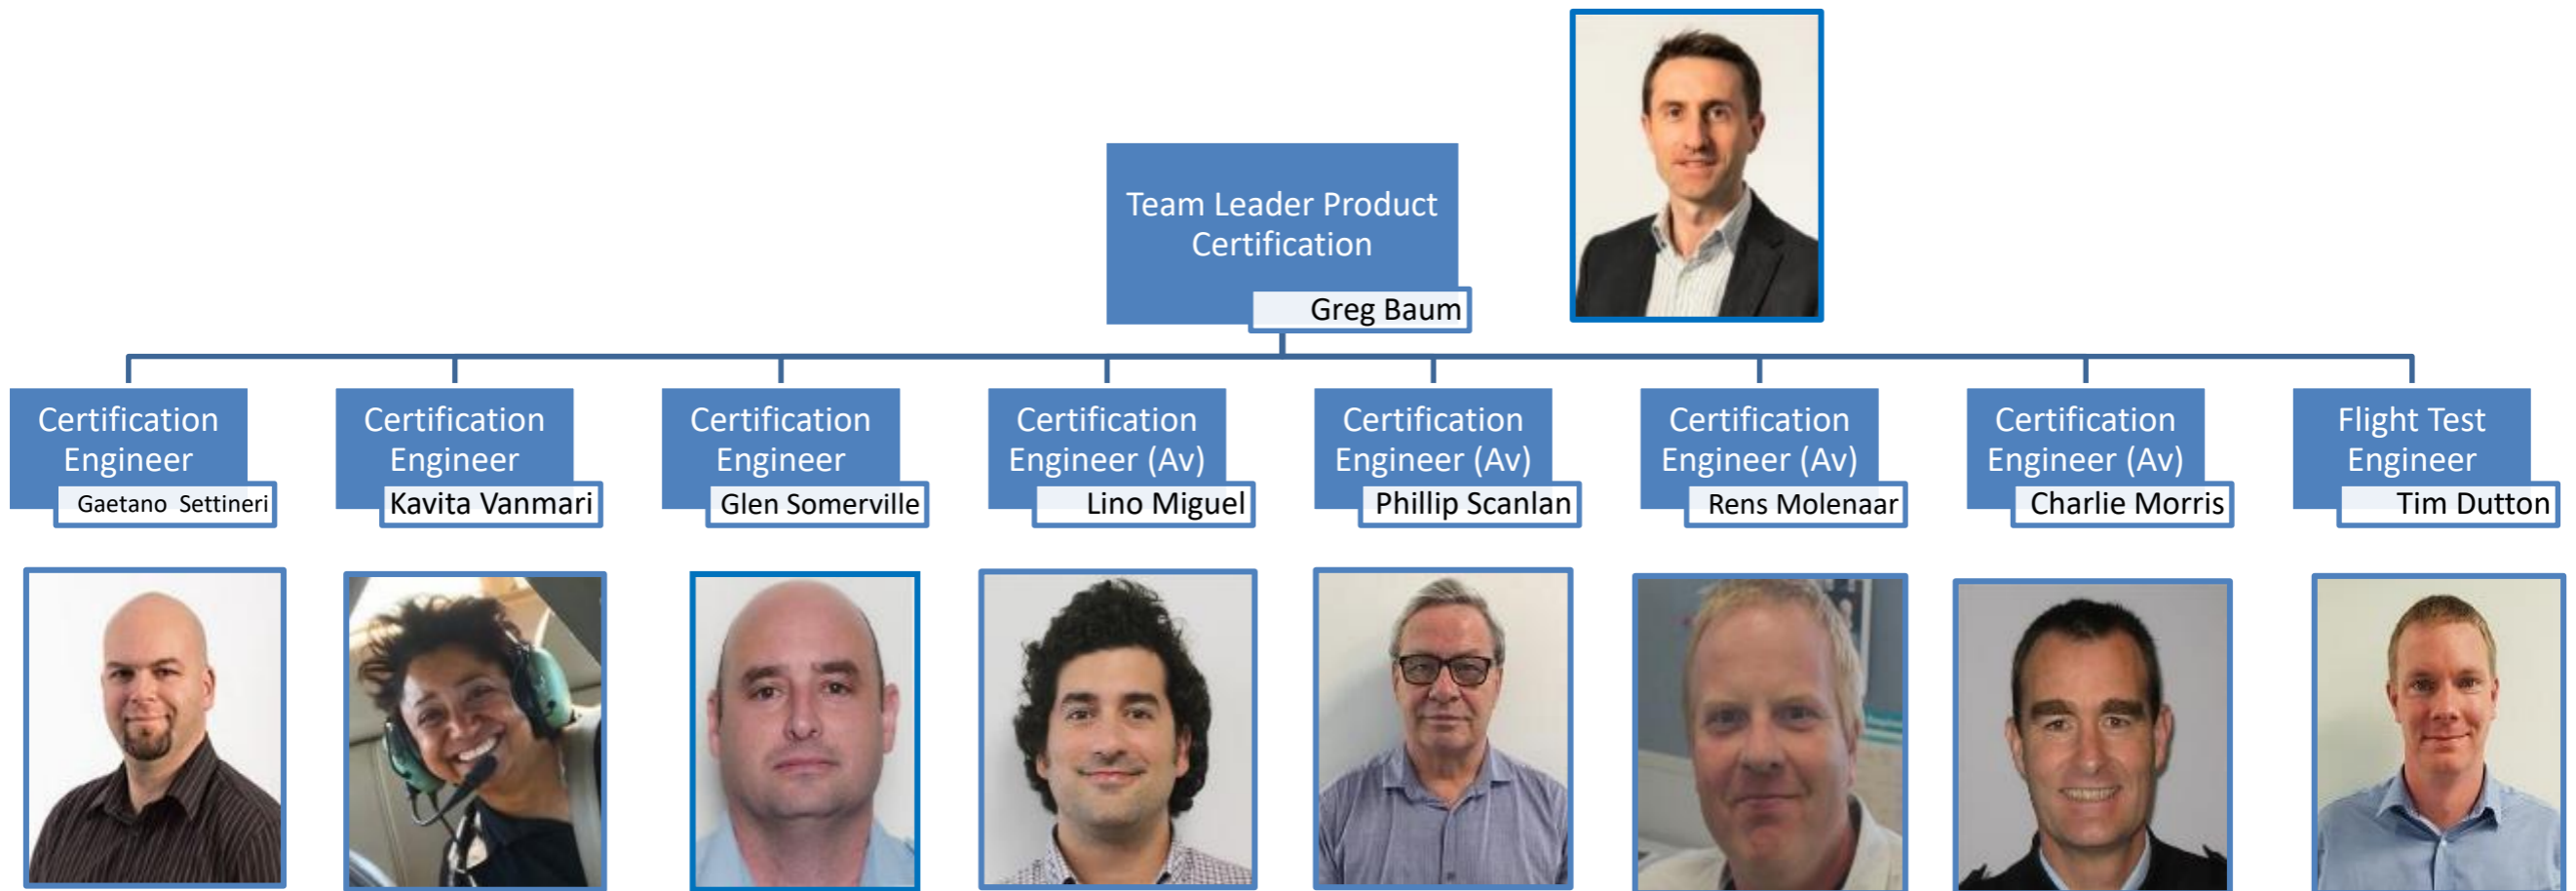 Team Leader Product
Certification
Greg Baum
Certification
Engineer
Gaetano  Settineri
Certification
Engineer
Kavita Vanmari
Certification
Engineer
Glen Somerville
Certification
Engineer (Av)
Lino Miguel
Certification
Engineer (Av)
Phillip Scanlan
Certification
Engineer (Av)
Rens Molenaar
Certification
Engineer (Av)
Charlie Morris
Flight Test
Engineer
Tim Dutton